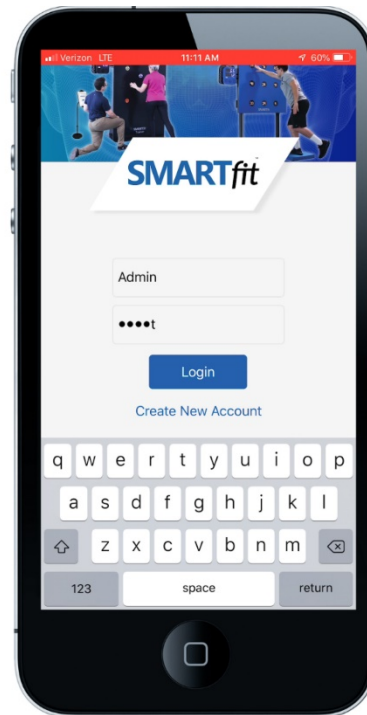 Verizon LTE 11:11 AM 60%
SMARTfit
Admin
●●●●t
Login
Create New Account
q w e r t y u i o p
a s d f g h j k l
z x c v b n m
123 space return